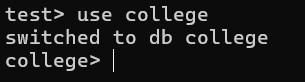 test> use college
switched to db college
college>